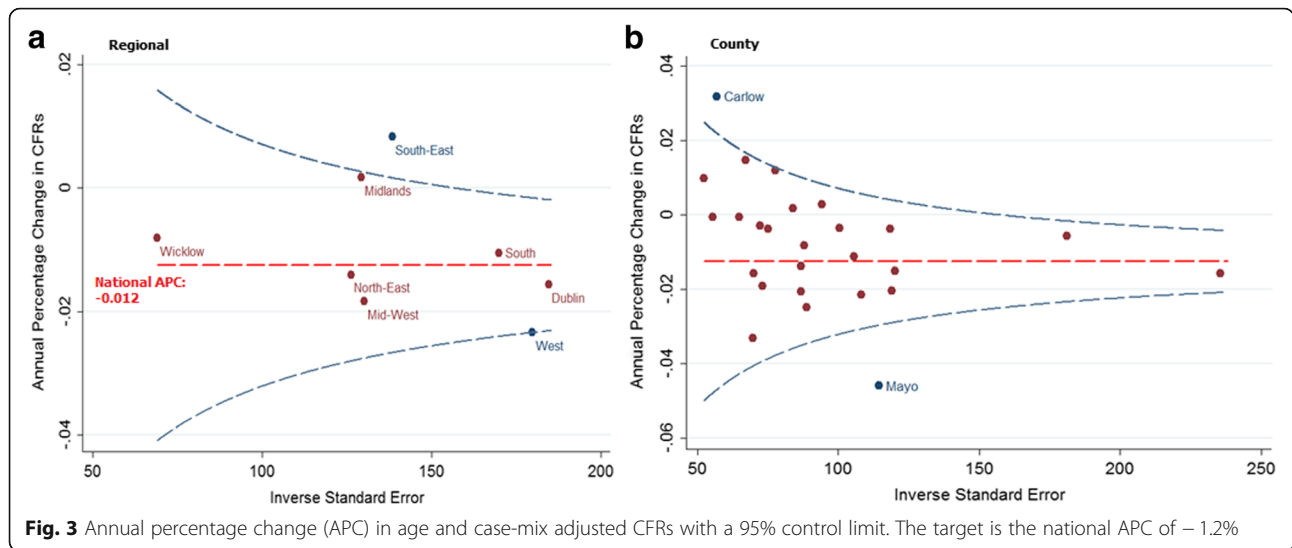 a
Regional
Annual Percentage Change in CFRs
.02
0
-.02
-.04
South-East
Midlands
Wicklow
South
National APC:
-0.012
North-East
Dublin
Mid-West
West
50
100
150
200
Inverse Standard Error
b
County
Annual Percentage Change in CFRs
.04
.02
0
-.02
-.04
-.06
Carlow
Mayo
50
100
150
200
250
Inverse Standard Error
Fig. 3 Annual percentage change (APC) in age and case-mix adjusted CFRs with a 95% control limit. The target is the national APC of − 1.2%